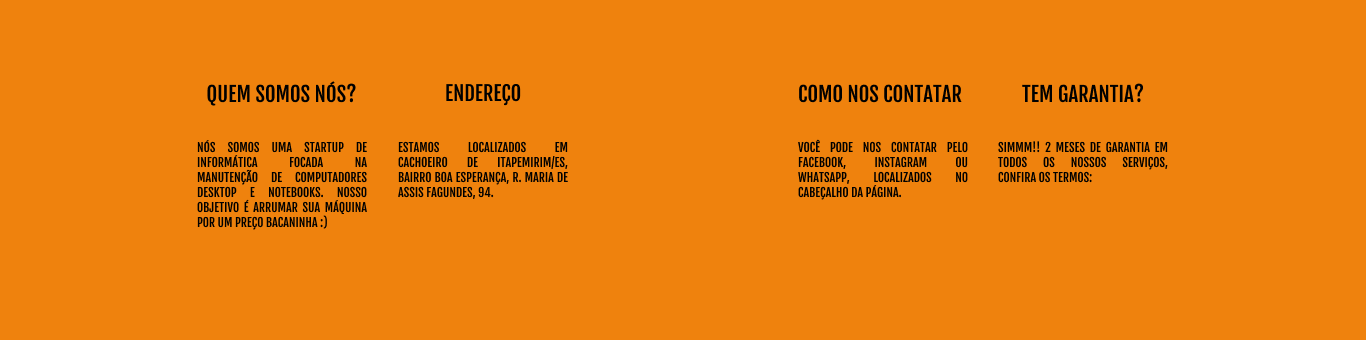 QUEM SOMOS NÓS?
NÓS SOMOS UMA STARTUP DE
INFORMÁTICA FOCADA NA
MANUTENÇÃO DE COMPUTADORES
DESKTOP E NOTEBOOKS. NOSSO
OBJETIVO É ARRUMAR SUA MÁQUINA
POR UM PREÇO BACANINHA :)
ENDEREÇO
ESTAMOS LOCALIZADOS EM
CACHOEIRO DE ITAPEMIRIM/ES,
BAIRRO BOA ESPERANÇA, R. MARIA DE
ASSIS FAGUNDES, 94.
COMO NOS CONTATAR
VOCÊ PODE NOS CONTATAR PELO
FACEBOOK, INSTAGRAM OU
WHATSAPP, LOCALIZADOS NO
CABEÇALHO DA PÁGINA.
TEM GARANTIA?
SIMMM!! 2 MESES DE GARANTIA EM
TODOS OS NOSSOS SERVIÇOS,
CONFIRA OS TERMOS: